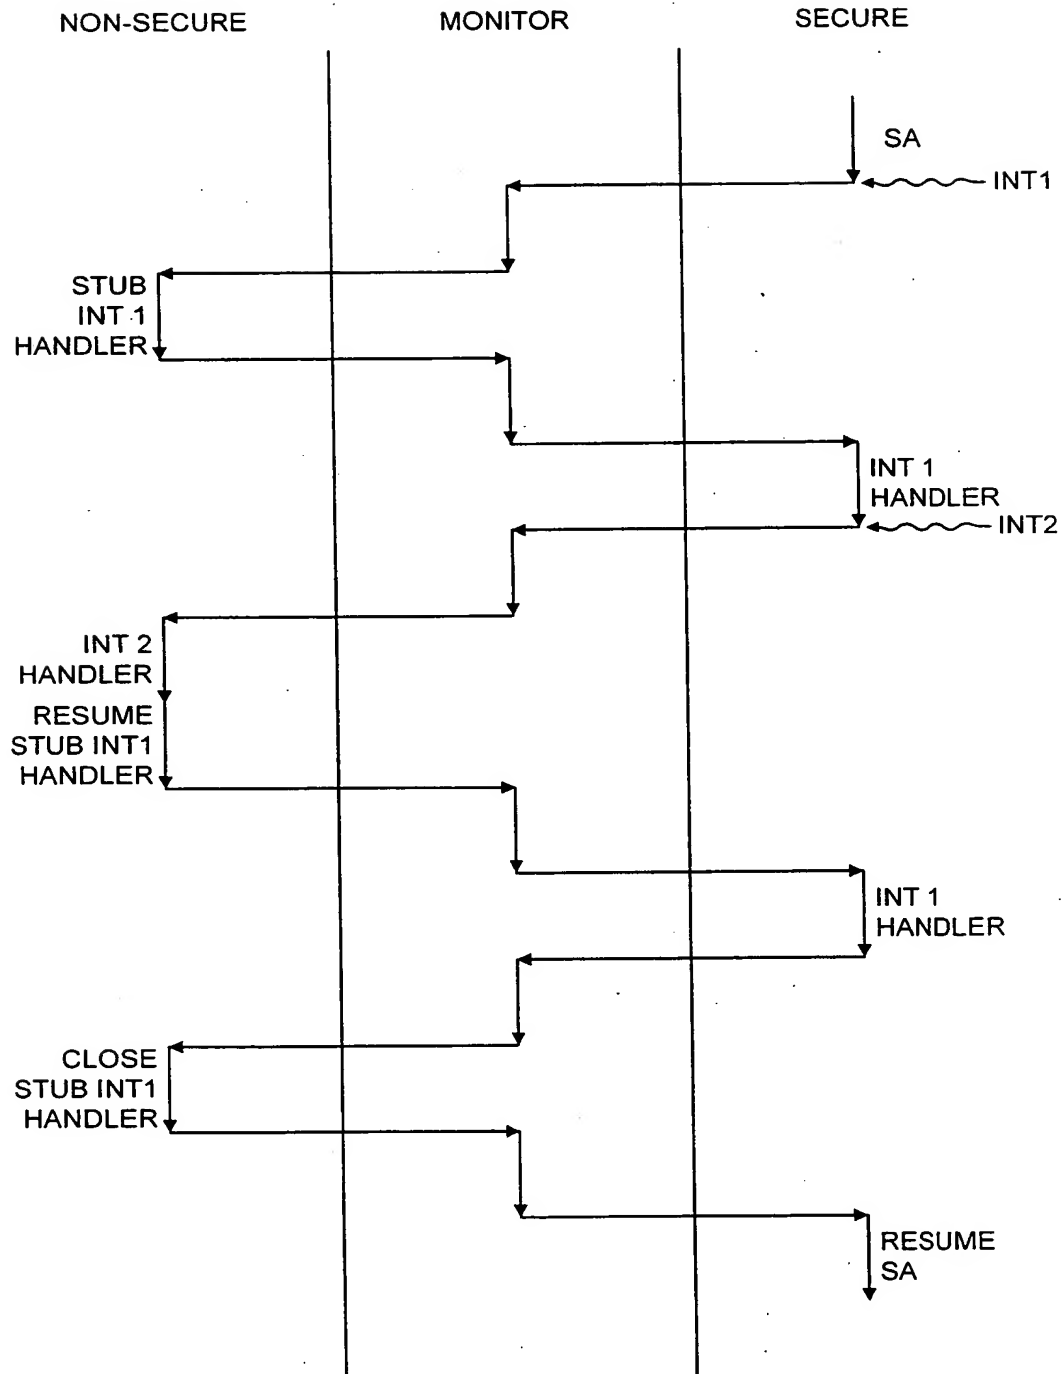 NON-SECURE
MONITOR
SECURE
SA
INT1
STUB
INT 1
HANDLER
INT 1
HANDLER
INT2
INT 2
HANDLER
RESUME
STUB INT1
HANDLER
INT 1
HANDLER
CLOSE
STUB INT1
HANDLER
RESUME
SA